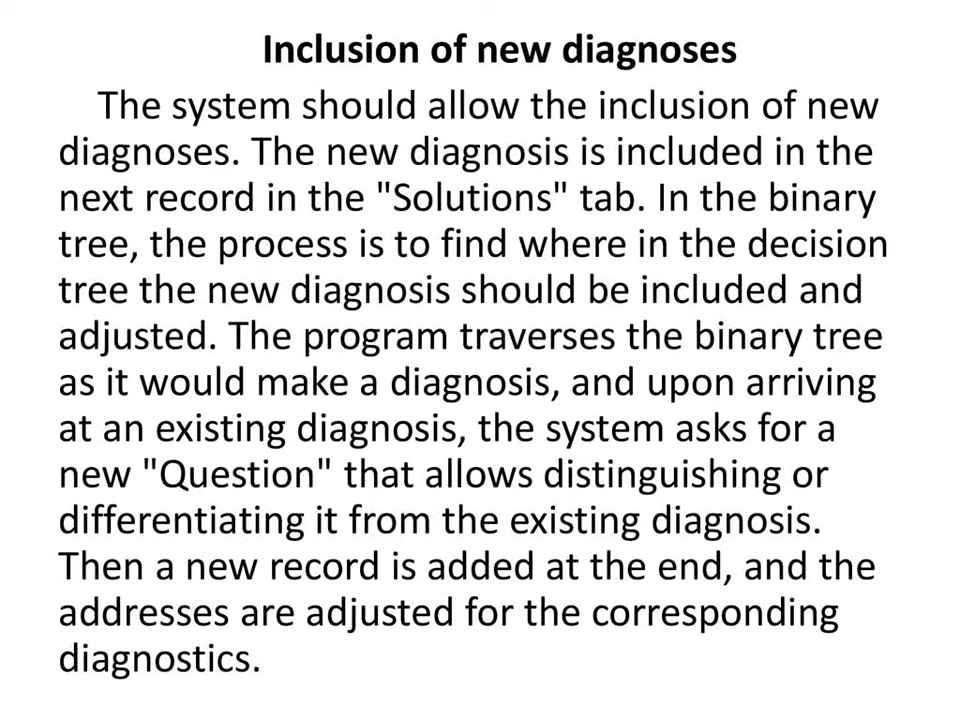 Inclusion of new diagnoses
The system should allow the inclusion of new
diagnoses. The new diagnosis is included in the
next record in the "Solutions" tab. In the binary
tree, the process is to find where in the decision
tree the new diagnosis should be included and
adjusted. The program traverses the binary tree
as it would make a diagnosis, and upon arriving
at an existing diagnosis, the system asks for a
new "Question" that allows distinguishing or
differentiating it from the existing diagnosis.
Then a new record is added at the end, and the
addresses are adjusted for the corresponding
diagnostics.